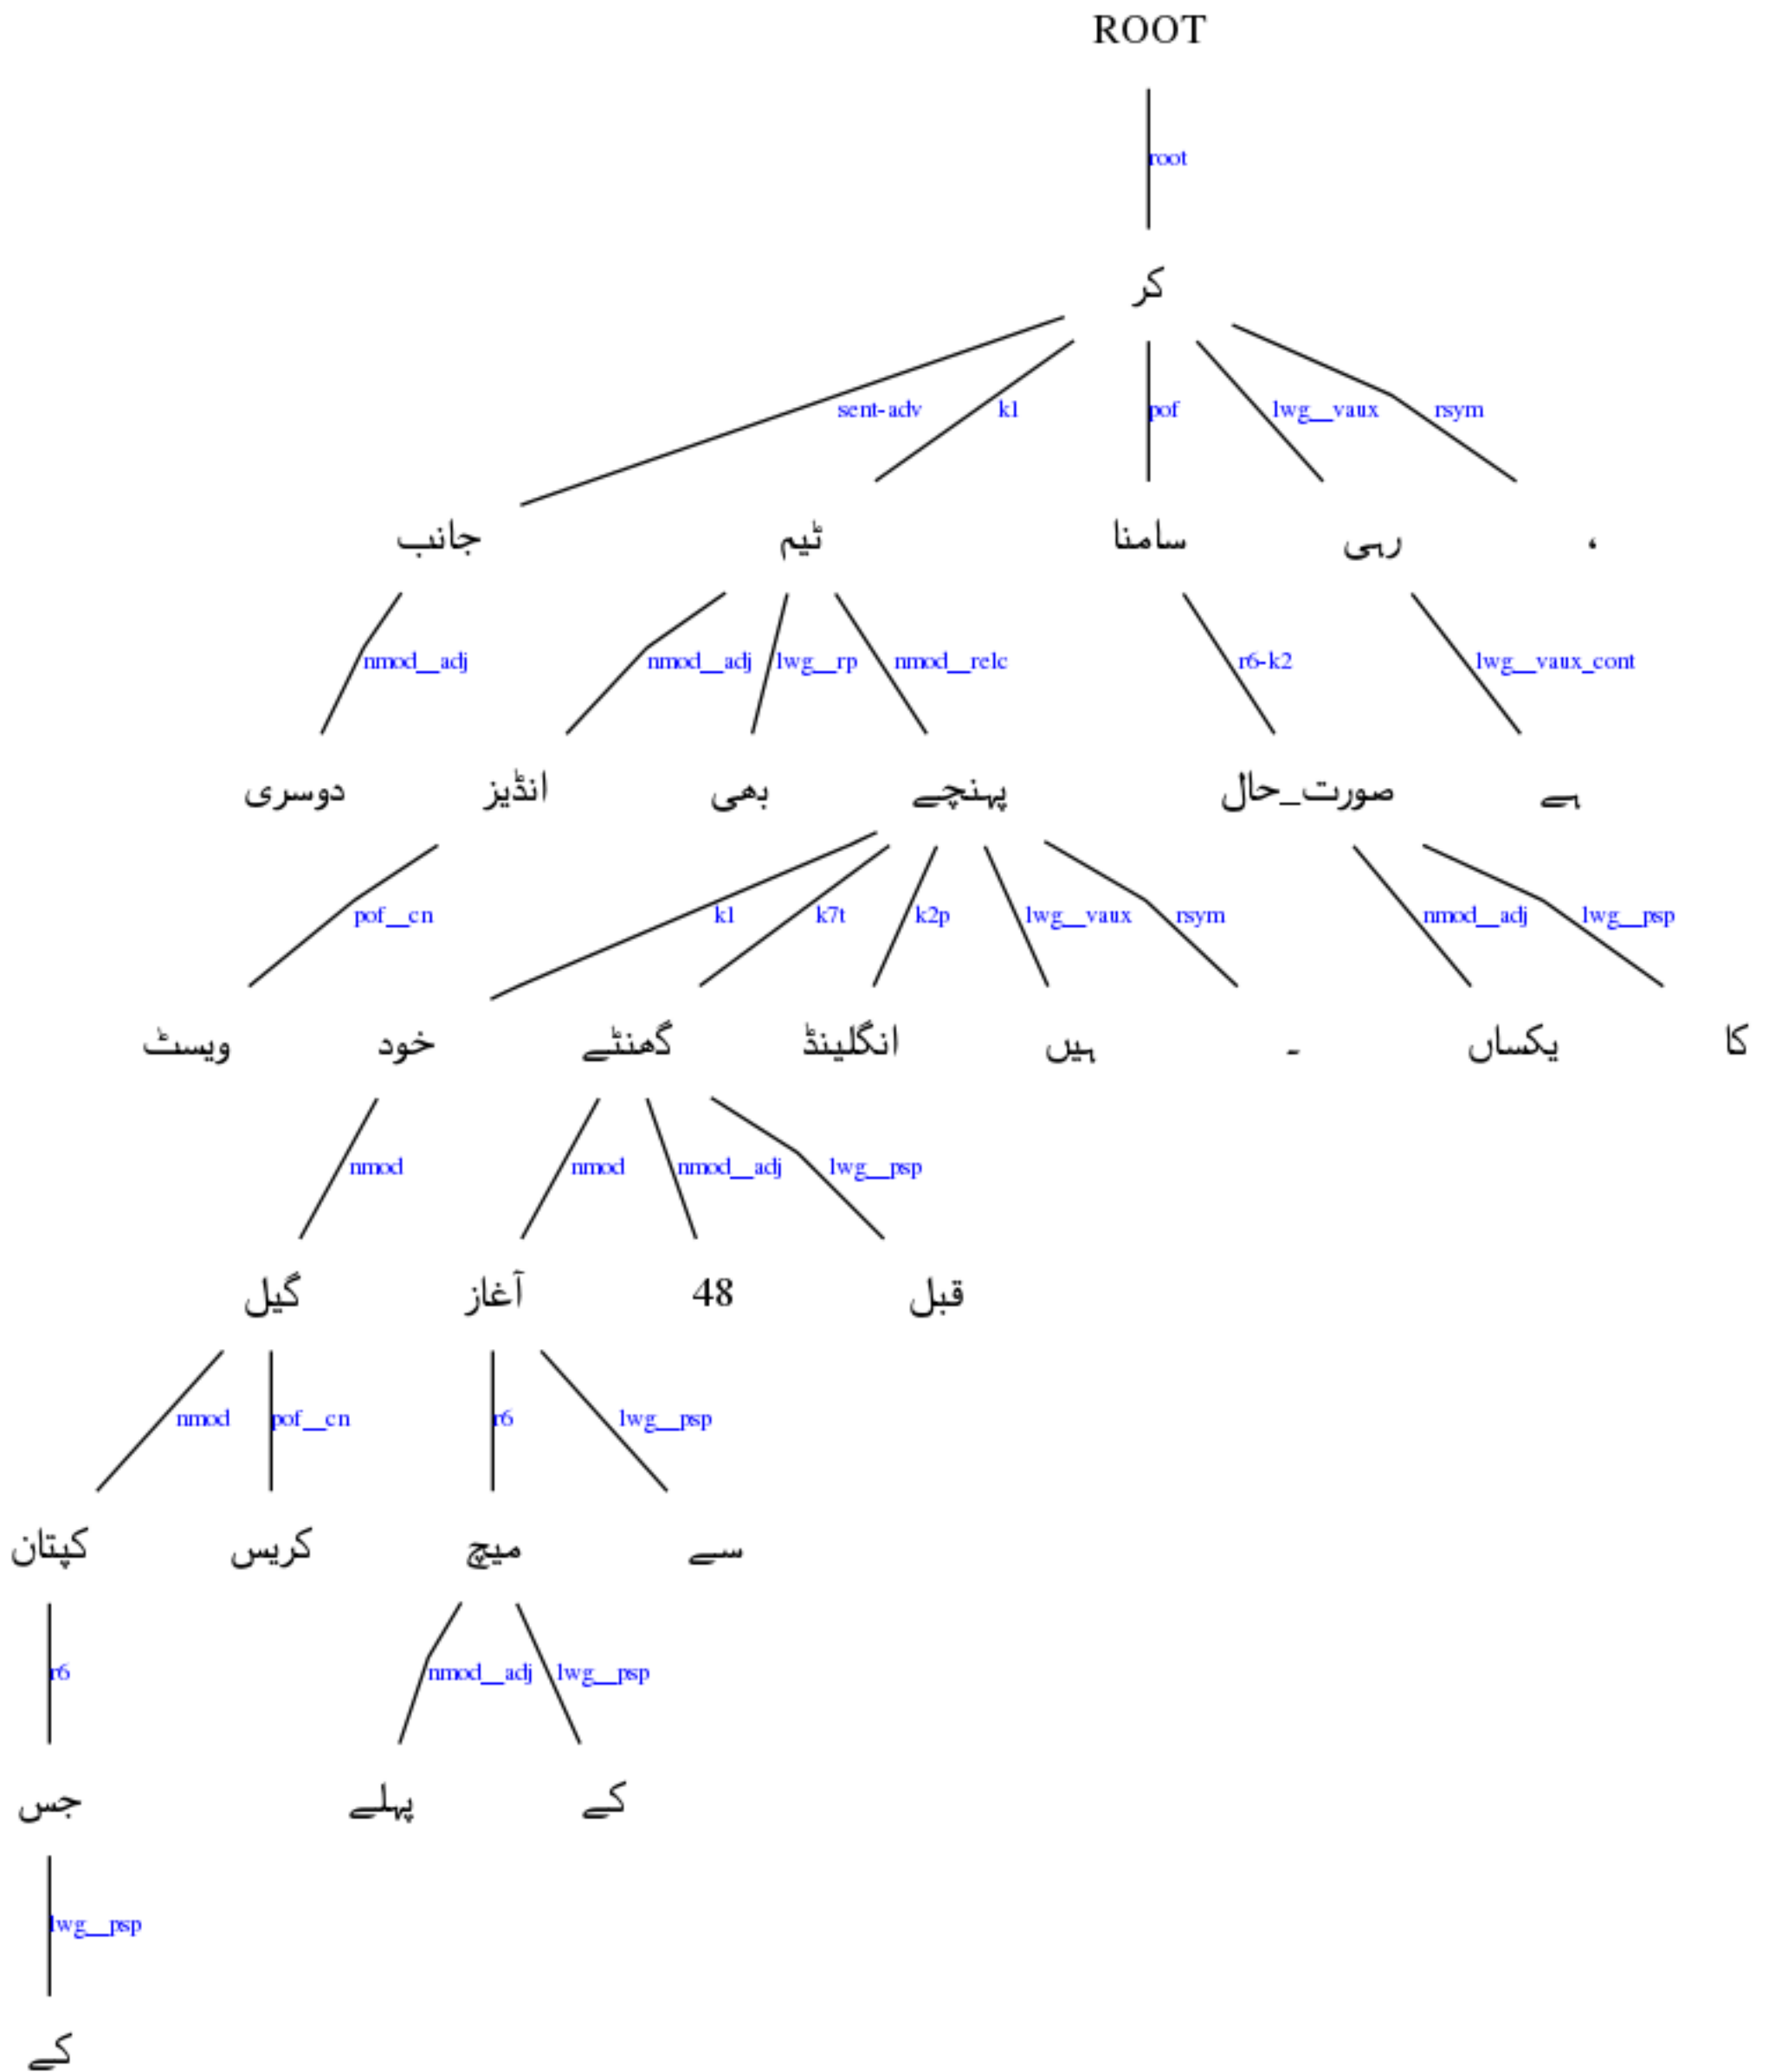 ROOT
root
کر
sent-adv k1 pof lwg__vaux rsym
جانب ٹیم سامنا رہی ،
nmod__adj nmod__adj lwg__rp nmod__relc r6-k2 lwg__vaux_cont
دوسری انڈیز بھی پہنچے صورت_حال ہے
pof__cn k1 k7t k2p lwg__vaux rsym nmod__adj lwg__psp
ویسٹ خود گھنٹے انگلینڈ ہیں ۔ یکساں کا
nmod nmod nmod__adj lwg__psp
گیل آغاز 48 قبل
nmod pof__cn r6 lwg__psp
کپتان کریس میچ سے
r6 nmod__adj lwg__psp
جس پہلے کے
lwg__psp
کے